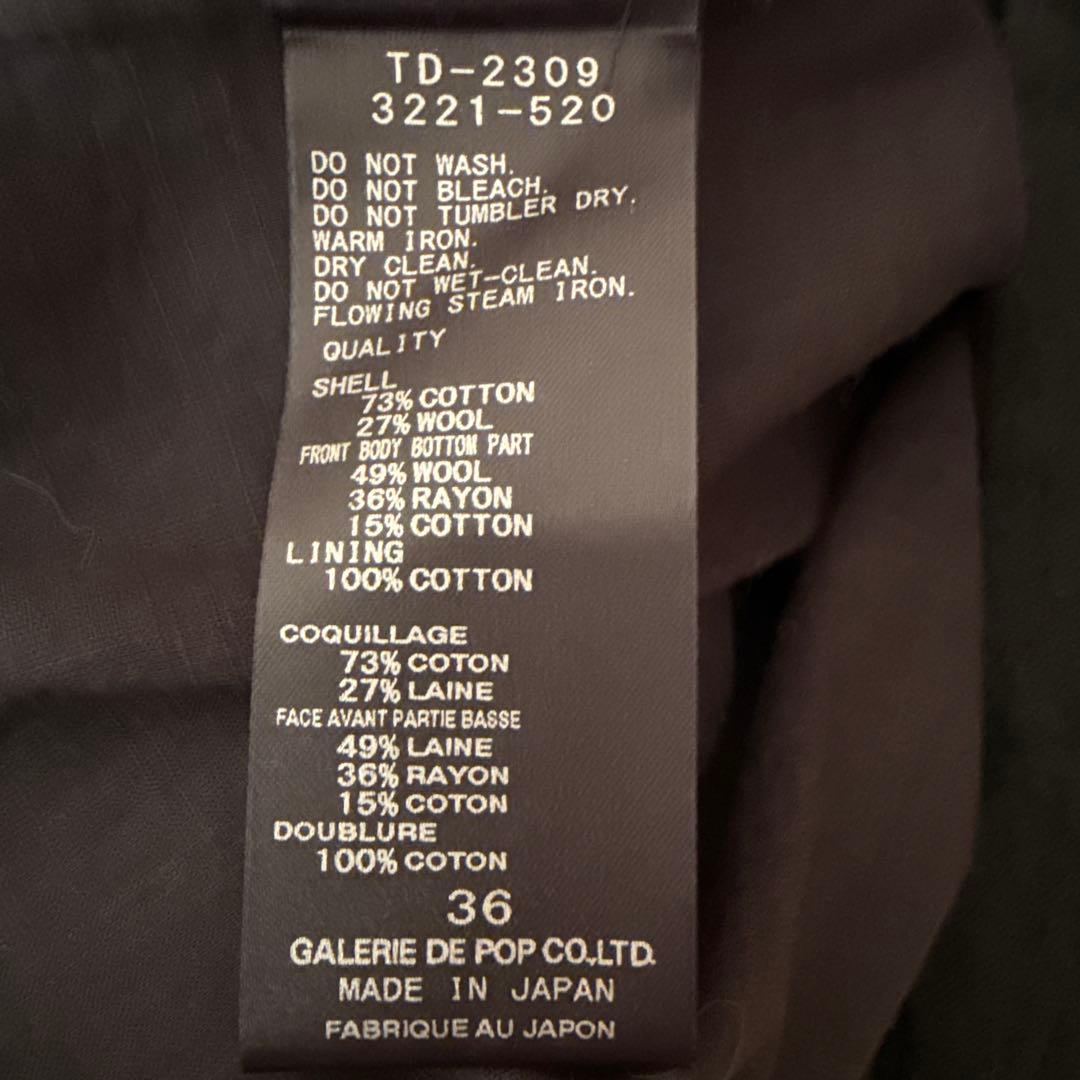 TD-2309
3221-520
DO NOT WASH.
DO NOT BLEACH.
DO NOT TUMBLER DRY.
WARM IRON.
DRY CLEAN.
DO NOT WET-CLEAN.
FLOWING STEAM IRON.
QUALITY
SHELL
73% COTTON
27% WOOL
FRONT BODY BOTTOM PART
49% WOOL
36% RAYON
15% COTTON
LINING
100% COTTON
COQUILLAGE
73% COTON
27% LAINE
FACE AVANT PARTIE BASSE
49% LAINE
36% RAYON
15% COTON
DOUBLURE
100% COTON
36
GALERIE DE POP CO.,LTD.
MADE IN JAPAN
FABRIQUE AU JAPON